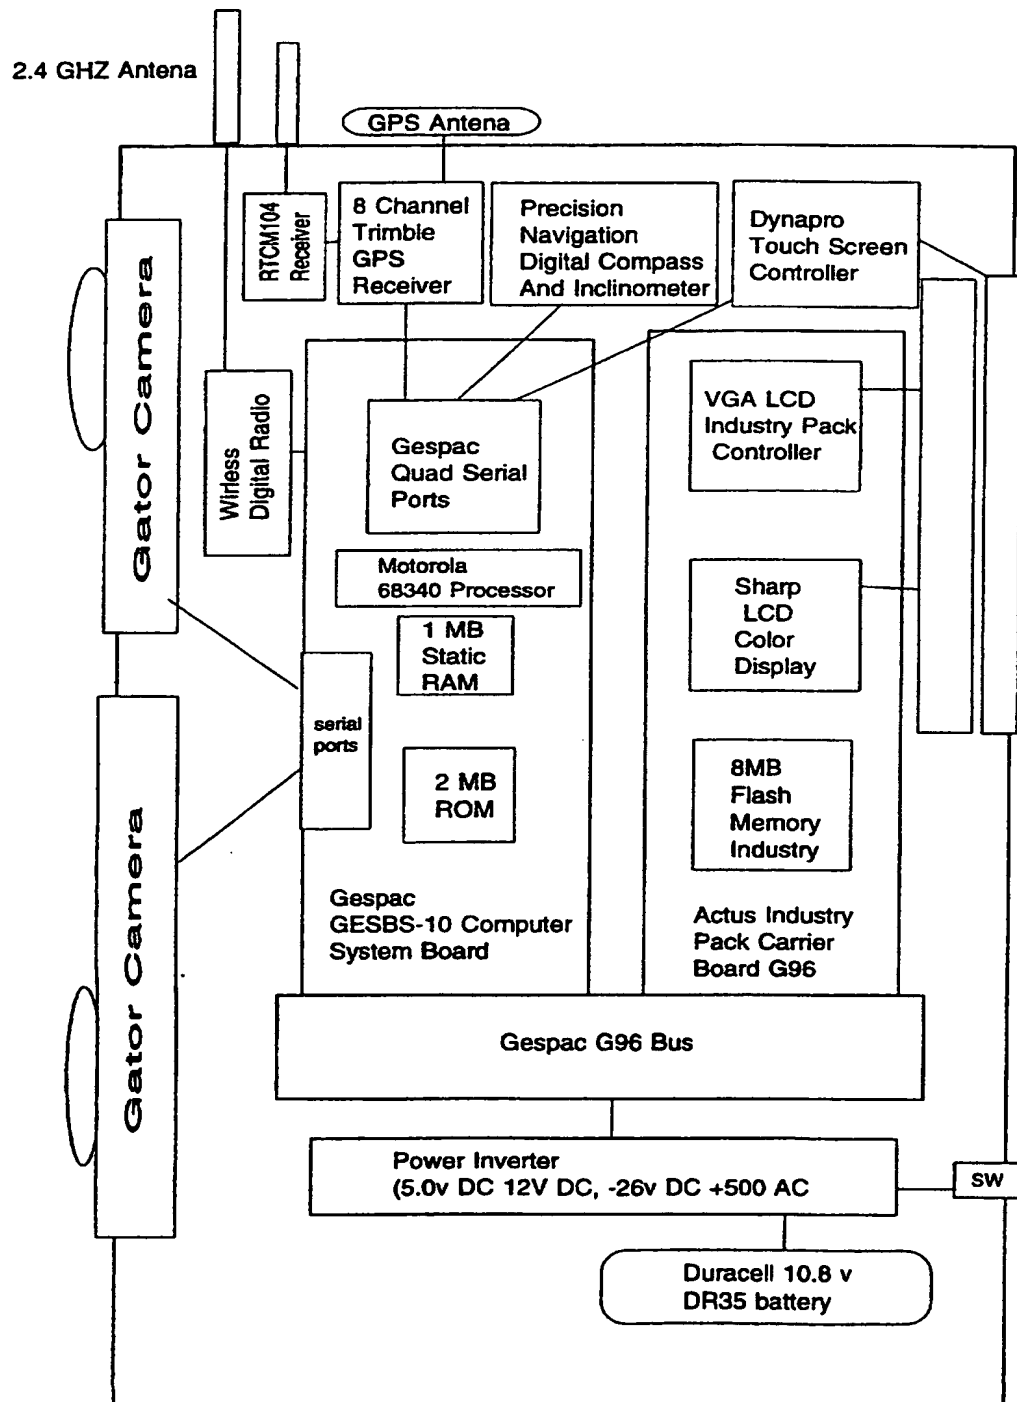 2.4 GHZ Antena
GPS Antena
RTCM104
Receiver
8 Channel
Trimble
GPS
Receiver
Precision
Navigation
Digital Compass
And Inclinometer
Dynapro
Touch Screen
Controller
Gator Camera
Wirless
Digital Radio
Gespac
Quad Serial
Ports
VGA LCD
Industry Pack
Controller
Motorola
68340 Processor
1 MB
Static
RAM
Sharp
LCD
Color
Display
serial
ports
2 MB
ROM
8MB
Flash
Memory
Industry
Gator Camera
Gespac
GESBS-10 Computer
System Board
Actus Industry
Pack Carrier
Board G96
Gespac G96 Bus
Power Inverter
(5.0v DC 12V DC, -26v DC +500 AC
SW
Duracell 10.8 v
DR35 battery